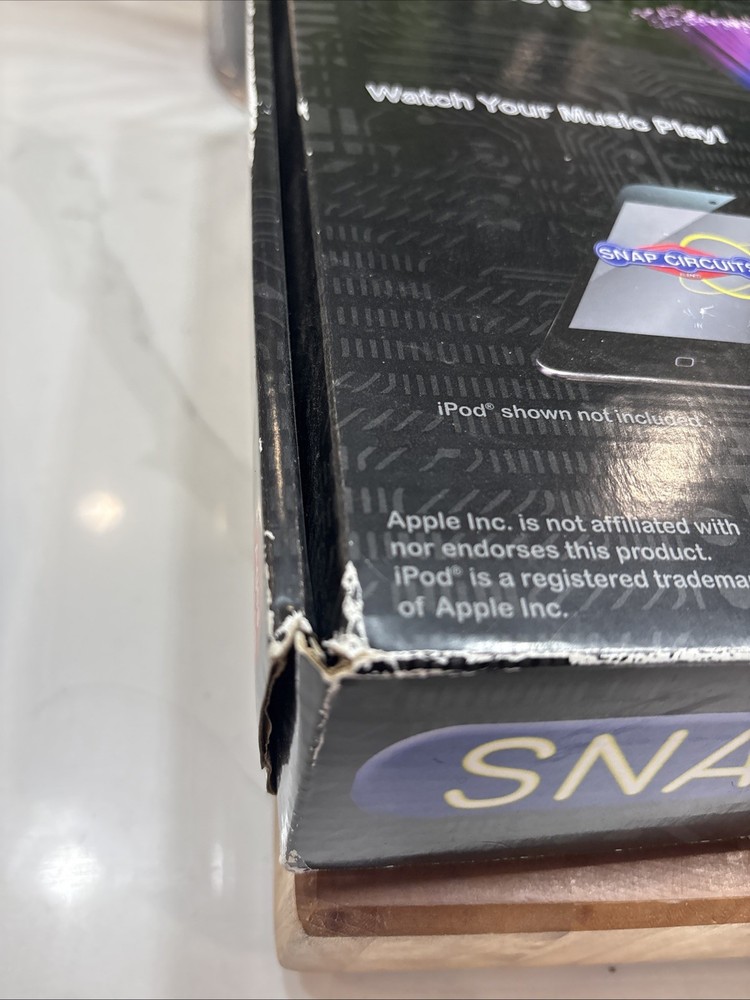 Watch Your Music Play!
SNAP CIRCUITS
iPod® shown not included
Apple Inc. is not affiliated with
nor endorses this product.
iPod® is a registered tradema
of Apple Inc.
SNA